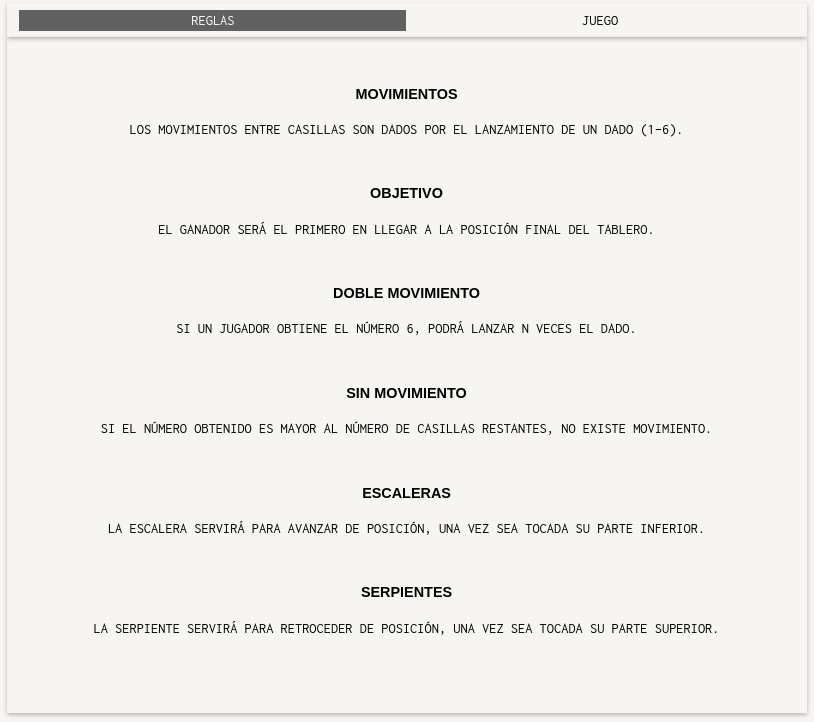 REGLAS
JUEGO
MOVIMIENTOS
LOS MOVIMIENTOS ENTRE CASILLAS SON DADOS POR EL LANZAMIENTO DE UN DADO (1-6).
OBJETIVO
EL GANADOR SERÁ EL PRIMERO EN LLEGAR A LA POSICIÓN FINAL DEL TABLERO.
DOBLE MOVIMIENTO
SI UN JUGADOR OBTIENE EL NÚMERO 6, PODRÁ LANZAR N VECES EL DADO.
SIN MOVIMIENTO
SI EL NÚMERO OBTENIDO ES MAYOR AL NÚMERO DE CASILLAS RESTANTES, NO EXISTE MOVIMIENTO.
ESCALERAS
LA ESCALERA SERVIRÁ PARA AVANZAR DE POSICIÓN, UNA VEZ SEA TOCADA SU PARTE INFERIOR.
SERPIENTES
LA SERPIENTE SERVIRÁ PARA RETROCEDER DE POSICIÓN, UNA VEZ SEA TOCADA SU PARTE SUPERIOR.